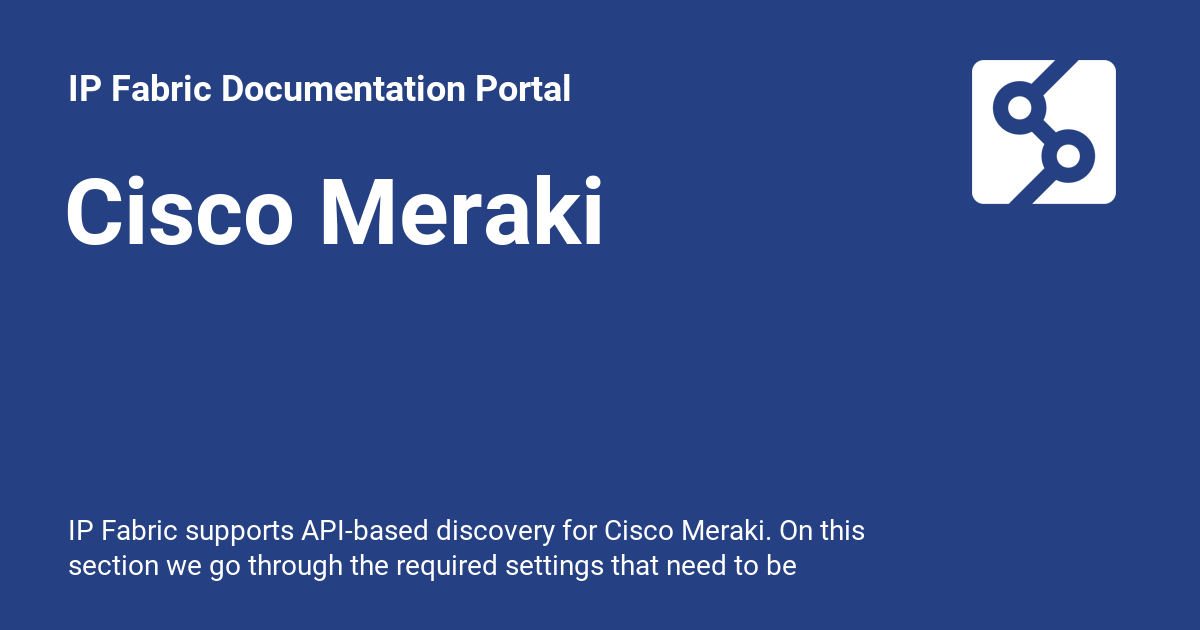 IP Fabric Documentation Portal
Cisco Meraki
IP Fabric supports API-based discovery for Cisco Meraki. On this
section we go through the required settings that need to be